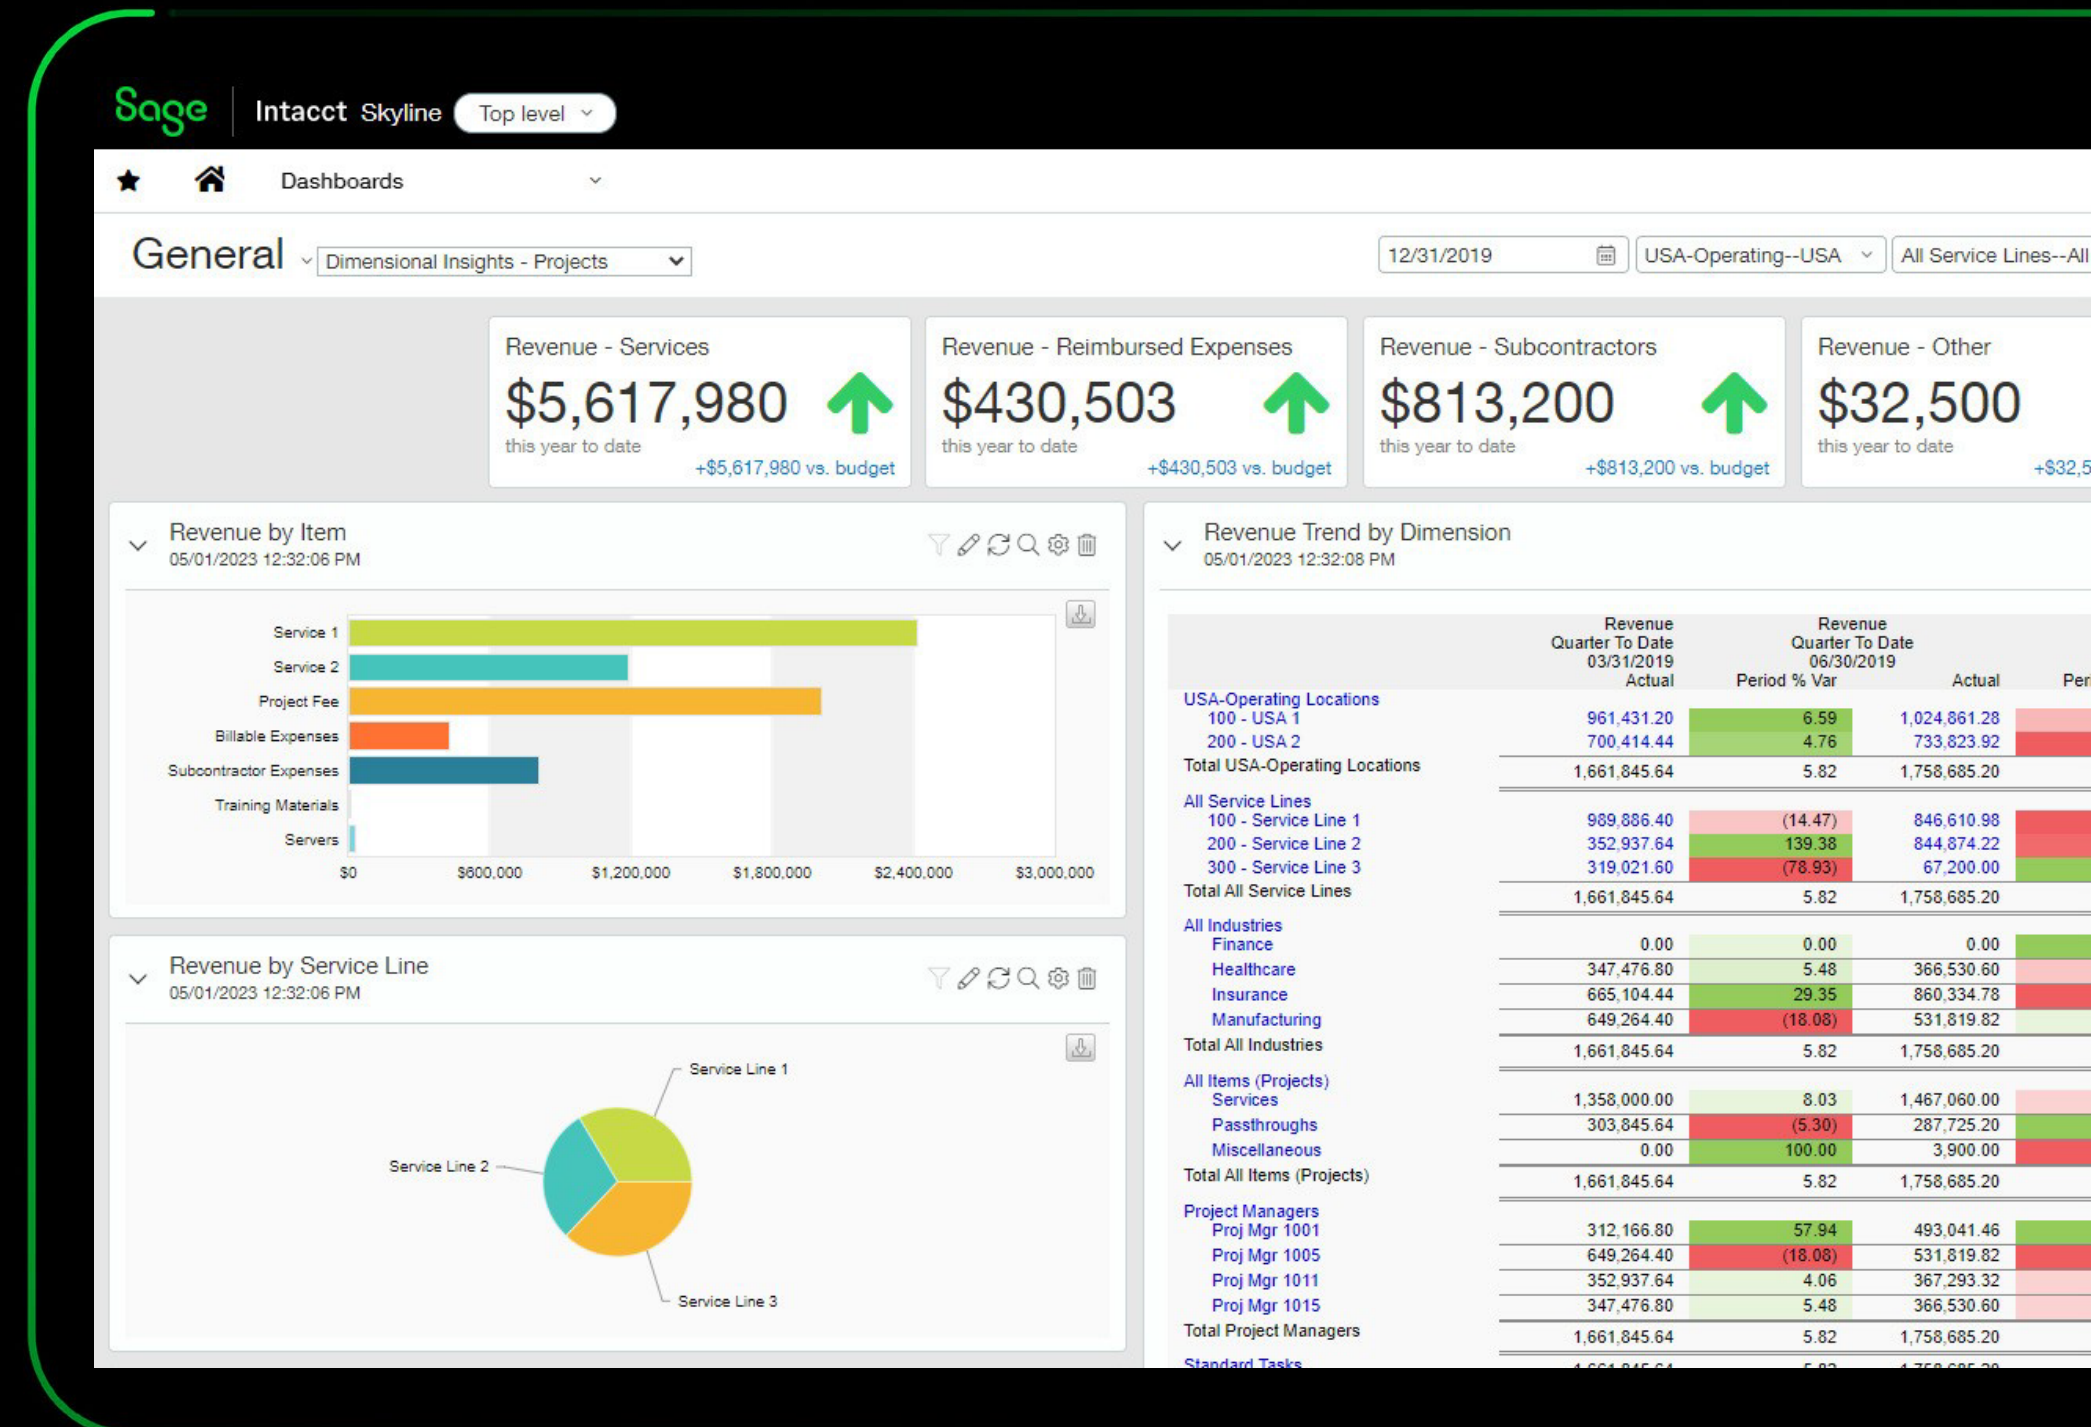 Sage Intacct Skyline Top level
Dashboards
General Dimensional Insights - Projects 12/31/2019 USA-Operating--USA All Service Lines--All
Revenue - Services
$5,617,980
this year to date
+$5,617,980 vs. budget
Revenue - Reimbursed Expenses
$430,503
this year to date
+$430,503 vs. budget
Revenue - Subcontractors
$813,200
this year to date
+$813,200 vs. budget
Revenue - Other
$32,500
this year to date
+$32,5
Revenue by Item
05/01/2023 12:32:06 PM
Service 1
Service 2
Project Fee
Billable Expenses
Subcontractor Expenses
Training Materials
Servers
$0 $600,000 $1,200,000 $1,800,000 $2,400,000 $3,000,000
Revenue by Service Line
05/01/2023 12:32:06 PM
Service Line 1
Service Line 2
Service Line 3
Revenue Trend by Dimension
05/01/2023 12:32:08 PM
Revenue Revenue
Quarter To Date Quarter To Date
03/31/2019 06/30/2019
Actual Period % Var Actual Per
USA-Operating Locations
100 - USA 1 961,431.20 6.59 1,024,861.28
200 - USA 2 700,414.44 4.76 733,823.92
Total USA-Operating Locations 1,661,845.64 5.82 1,758,685.20
All Service Lines
100 - Service Line 1 989,886.40 (14.47) 846,610.98
200 - Service Line 2 352,937.64 139.38 844,874.22
300 - Service Line 3 319,021.60 (78.93) 67,200.00
Total All Service Lines 1,661,845.64 5.82 1,758,685.20
All Industries
Finance 0.00 0.00 0.00
Healthcare 347,476.80 5.48 366,530.60
Insurance 665,104.44 29.35 860,334.78
Manufacturing 649,264.40 (18.08) 531,819.82
Total All Industries 1,661,845.64 5.82 1,758,685.20
All Items (Projects)
Services 1,358,000.00 8.03 1,467,060.00
Passthroughs 303,845.64 (5.30) 287,725.20
Miscellaneous 0.00 100.00 3,900.00
Total All Items (Projects) 1,661,845.64 5.82 1,758,685.20
Project Managers
Proj Mgr 1001 312,166.80 57.94 493,041.46
Proj Mgr 1005 649,264.40 (18.08) 531,819.82
Proj Mgr 1011 352,937.64 4.06 367,293.32
Proj Mgr 1015 347,476.80 5.48 366,530.60
Total Project Managers 1,661,845.64 5.82 1,758,685.20
Standard Tasks